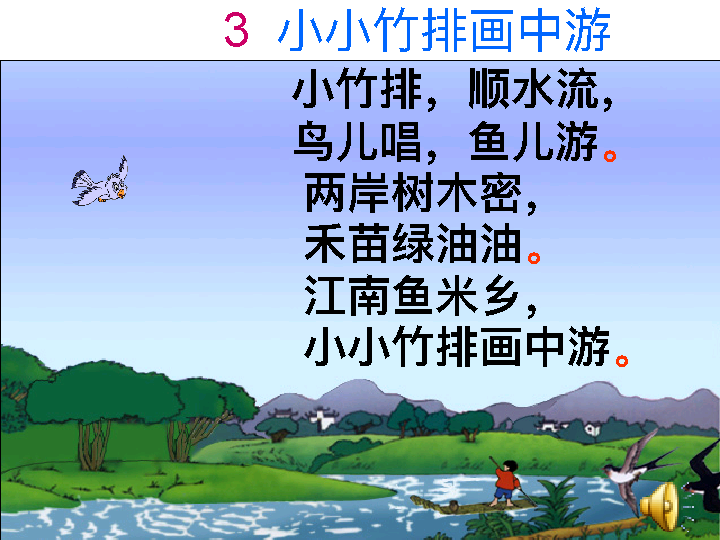 3 小小竹排画中游
小竹排，顺水流，
鸟儿唱，鱼儿游。
两岸树木密，
禾苗绿油油。
江南鱼米乡，
小小竹排画中游。